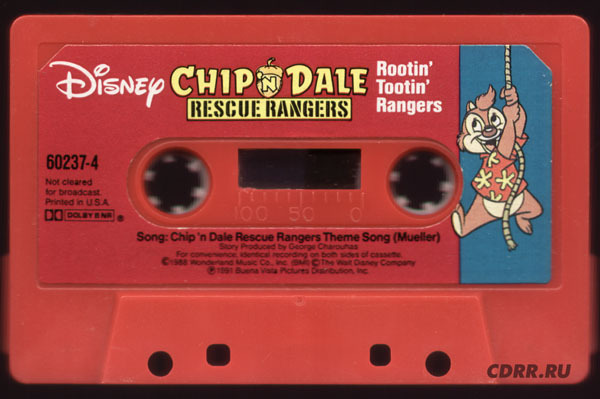 Disney
CHIP 'N DALE
RESCUE RANGERS
Rootin'
Tootin'
Rangers
60237-4
Not cleared
for broadcast.
Printed in U.S.A.
DOLBY B NR
100 50 0
Song: Chip 'n Dale Rescue Rangers Theme Song (Mueller)
Story Produced by George Charouhas
For convenience, identical recording on both sides of cassette.
©1988 Wonderland Music Co., Inc. (BMI) ©The Walt Disney Company
℗1991 Buena Vista Pictures Distribution, Inc.
CDRR.RU